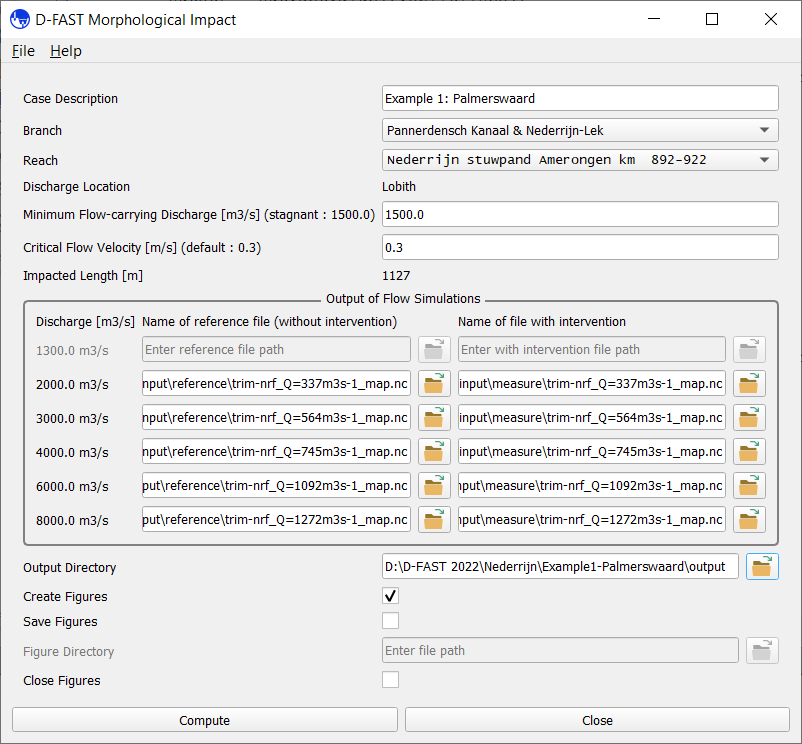 D-FAST Morphological Impact
File Help
Case Description Example 1: Palmerswaard
Branch Pannerdensch Kanaal & Nederrijn-Lek
Reach Nederrijn stuwpand Amerongen km 892-922
Discharge Location Lobith
Minimum Flow-carrying Discharge [m3/s] (stagnant : 1500.0) 1500.0
Critical Flow Velocity [m/s] (default : 0.3) 0.3
Impacted Length [m] 1127
Output of Flow Simulations
Discharge [m3/s] Name of reference file (without intervention) Name of file with intervention
1300.0 m3/s Enter reference file path Enter with intervention file path
2000.0 m3/s nput\reference\trim-nrf_Q=337m3s-1_map.nc input\measure\trim-nrf_Q=337m3s-1_map.nc
3000.0 m3/s nput\reference\trim-nrf_Q=564m3s-1_map.nc input\measure\trim-nrf_Q=564m3s-1_map.nc
4000.0 m3/s nput\reference\trim-nrf_Q=745m3s-1_map.nc input\measure\trim-nrf_Q=745m3s-1_map.nc
6000.0 m3/s put\reference\trim-nrf_Q=1092m3s-1_map.nc nput\measure\trim-nrf_Q=1092m3s-1_map.nc
8000.0 m3/s put\reference\trim-nrf_Q=1272m3s-1_map.nc nput\measure\trim-nrf_Q=1272m3s-1_map.nc
Output Directory D:\D-FAST 2022\Nederrijn\Example1-Palmerswaard\output
Create Figures
Save Figures
Figure Directory Enter file path
Close Figures
Compute Close